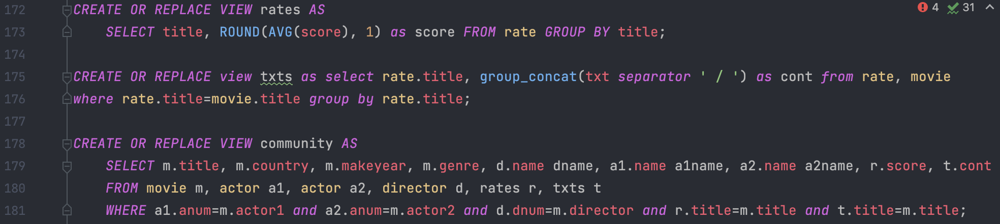 172 CREATE OR REPLACE VIEW rates AS 4 31
173 SELECT title, ROUND(AVG(score), 1) as score FROM rate GROUP BY title;
174
175 CREATE OR REPLACE view txts as select rate.title, group_concat(txt separator ' / ') as cont from rate, movie
176 where rate.title=movie.title group by rate.title;
177
178 CREATE OR REPLACE VIEW community AS
179 SELECT m.title, m.country, m.makeyear, m.genre, d.name dname, a1.name a1name, a2.name a2name, r.score, t.cont
180 FROM movie m, actor a1, actor a2, director d, rates r, txts t
181 WHERE a1.anum=m.actor1 and a2.anum=m.actor2 and d.dnum=m.director and r.title=m.title and t.title=m.title;